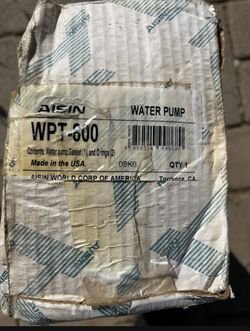 AISIN
WATER PUMP
WPT-800
Contents: Water pump,Gasket (1) and O rings (2)
Made in the USA. 08K6 QTY.1
AISIN WORLD CORP OF AMERICA Torrance, CA